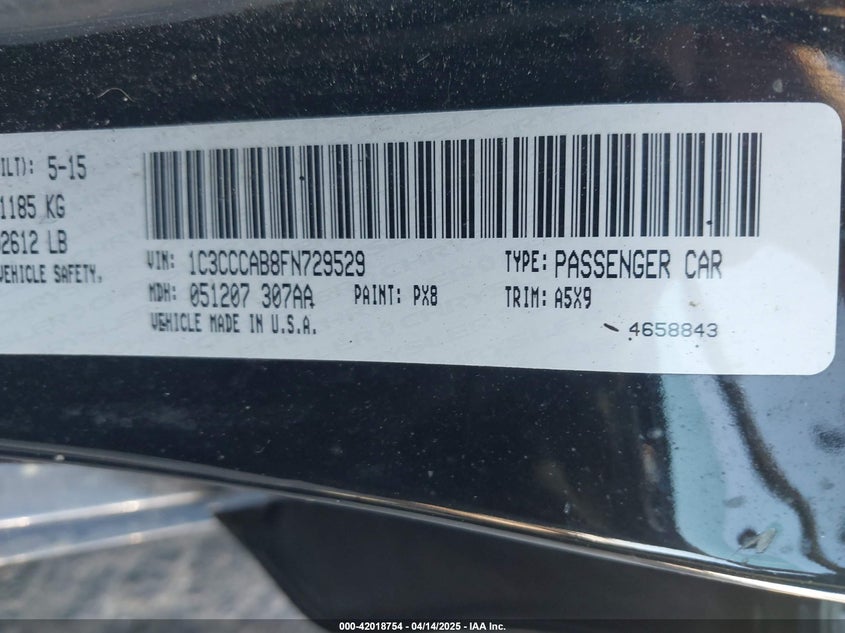 ILT): 5-15
1185 KG
2612 LB
VEHICLE SAFETY.
VIN: 1C3CCCAB8FN729529 TYPE: PASSENGER CAR
MDH: 051207 307AA PAINT: PX8 TRIM: A5X9
VEHICLE MADE IN U.S.A.
4658843
000-42018754 - 04/14/2025 - IAA Inc.